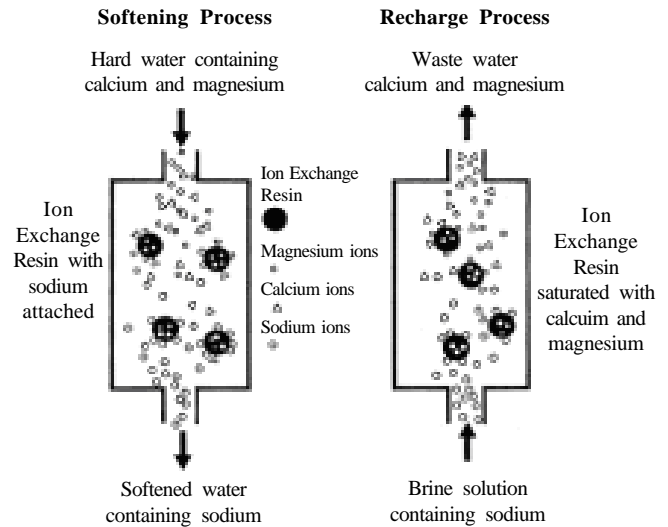 Softening Process
Hard water containing
calcium and magnesium
Ion
Exchange
Resin with
sodium
attached
Ion Exchange
Resin
Magnesium ions
Calcium ions
Sodium ions
Softened water
containing sodium
Recharge Process
Waste water
calcium and magnesium
Ion
Exchange
Resin
saturated with
calcuim and
magnesium
Brine solution
containing sodium